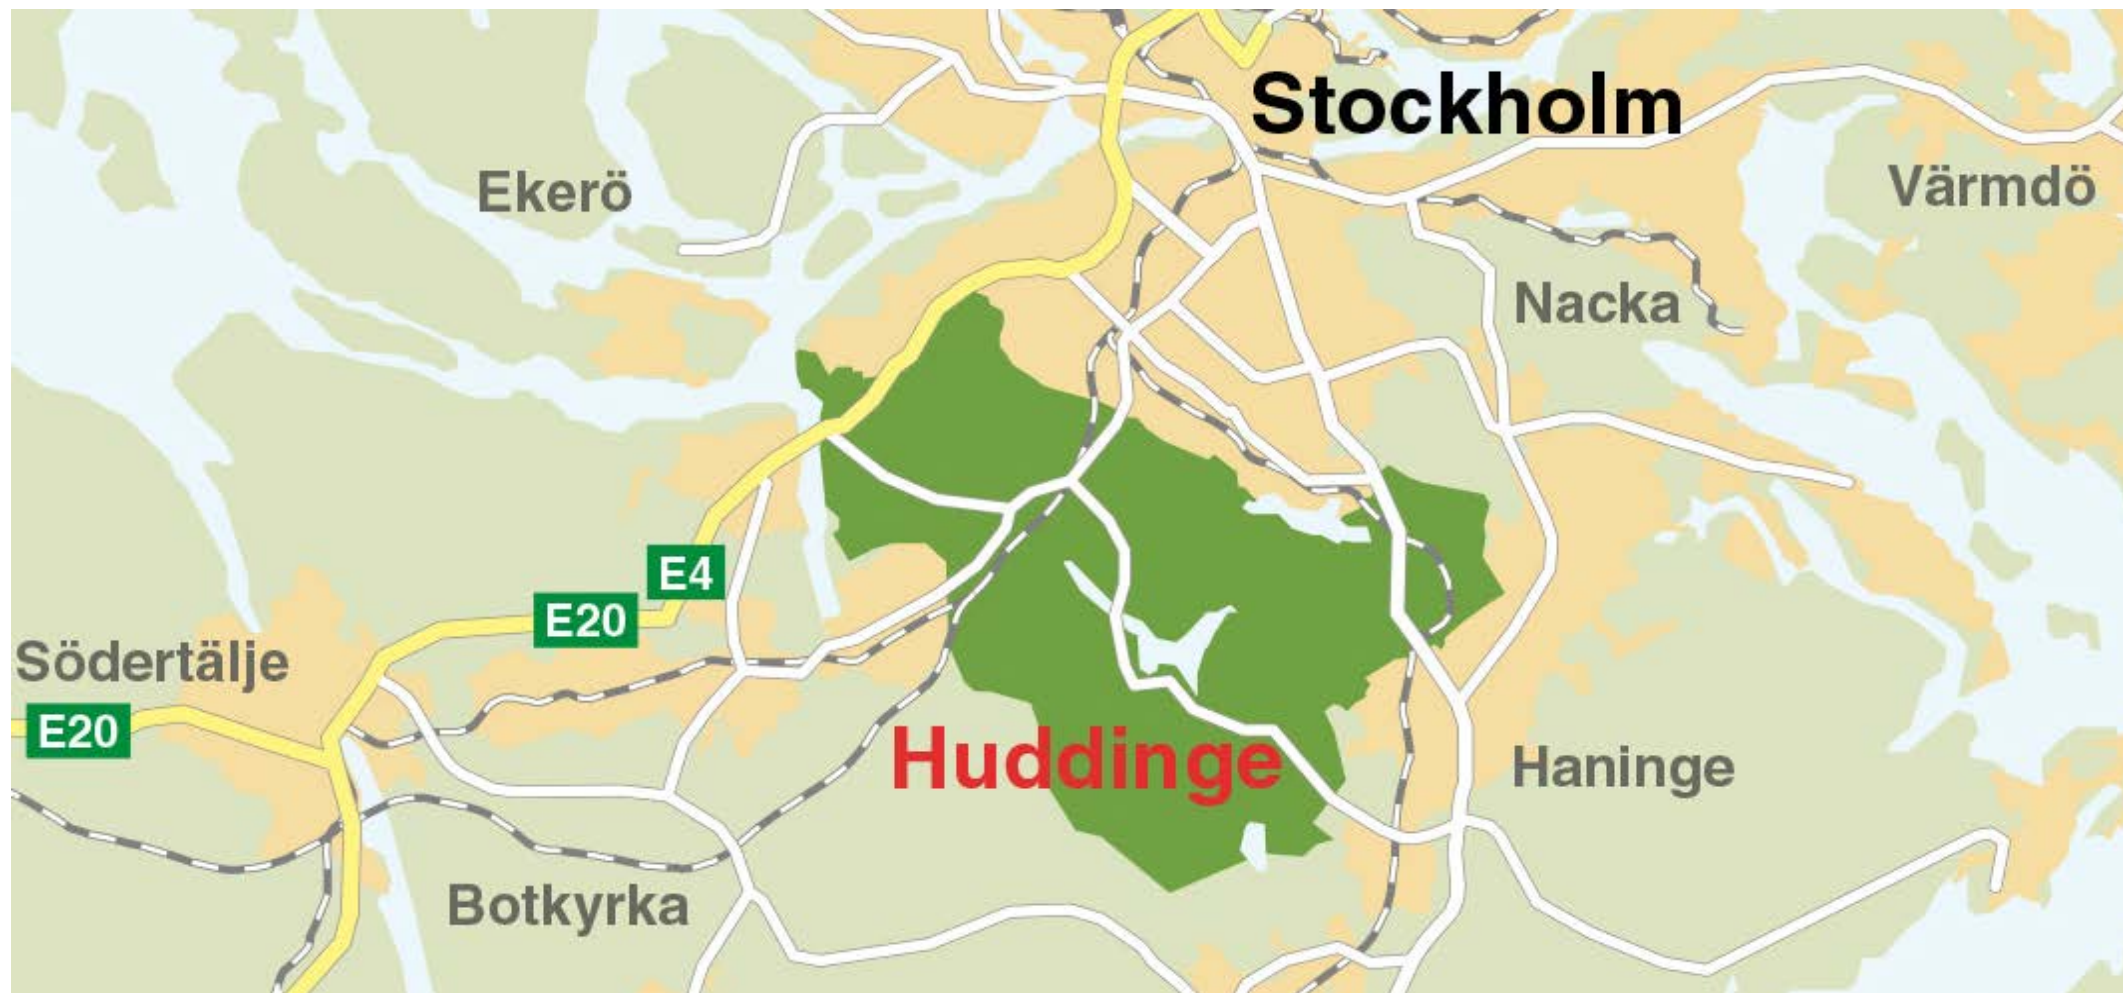 Stockholm
Ekerö
Värmdö
Nacka
E4
E20
Södertälje
E20
Huddinge
Haninge
Botkyrka